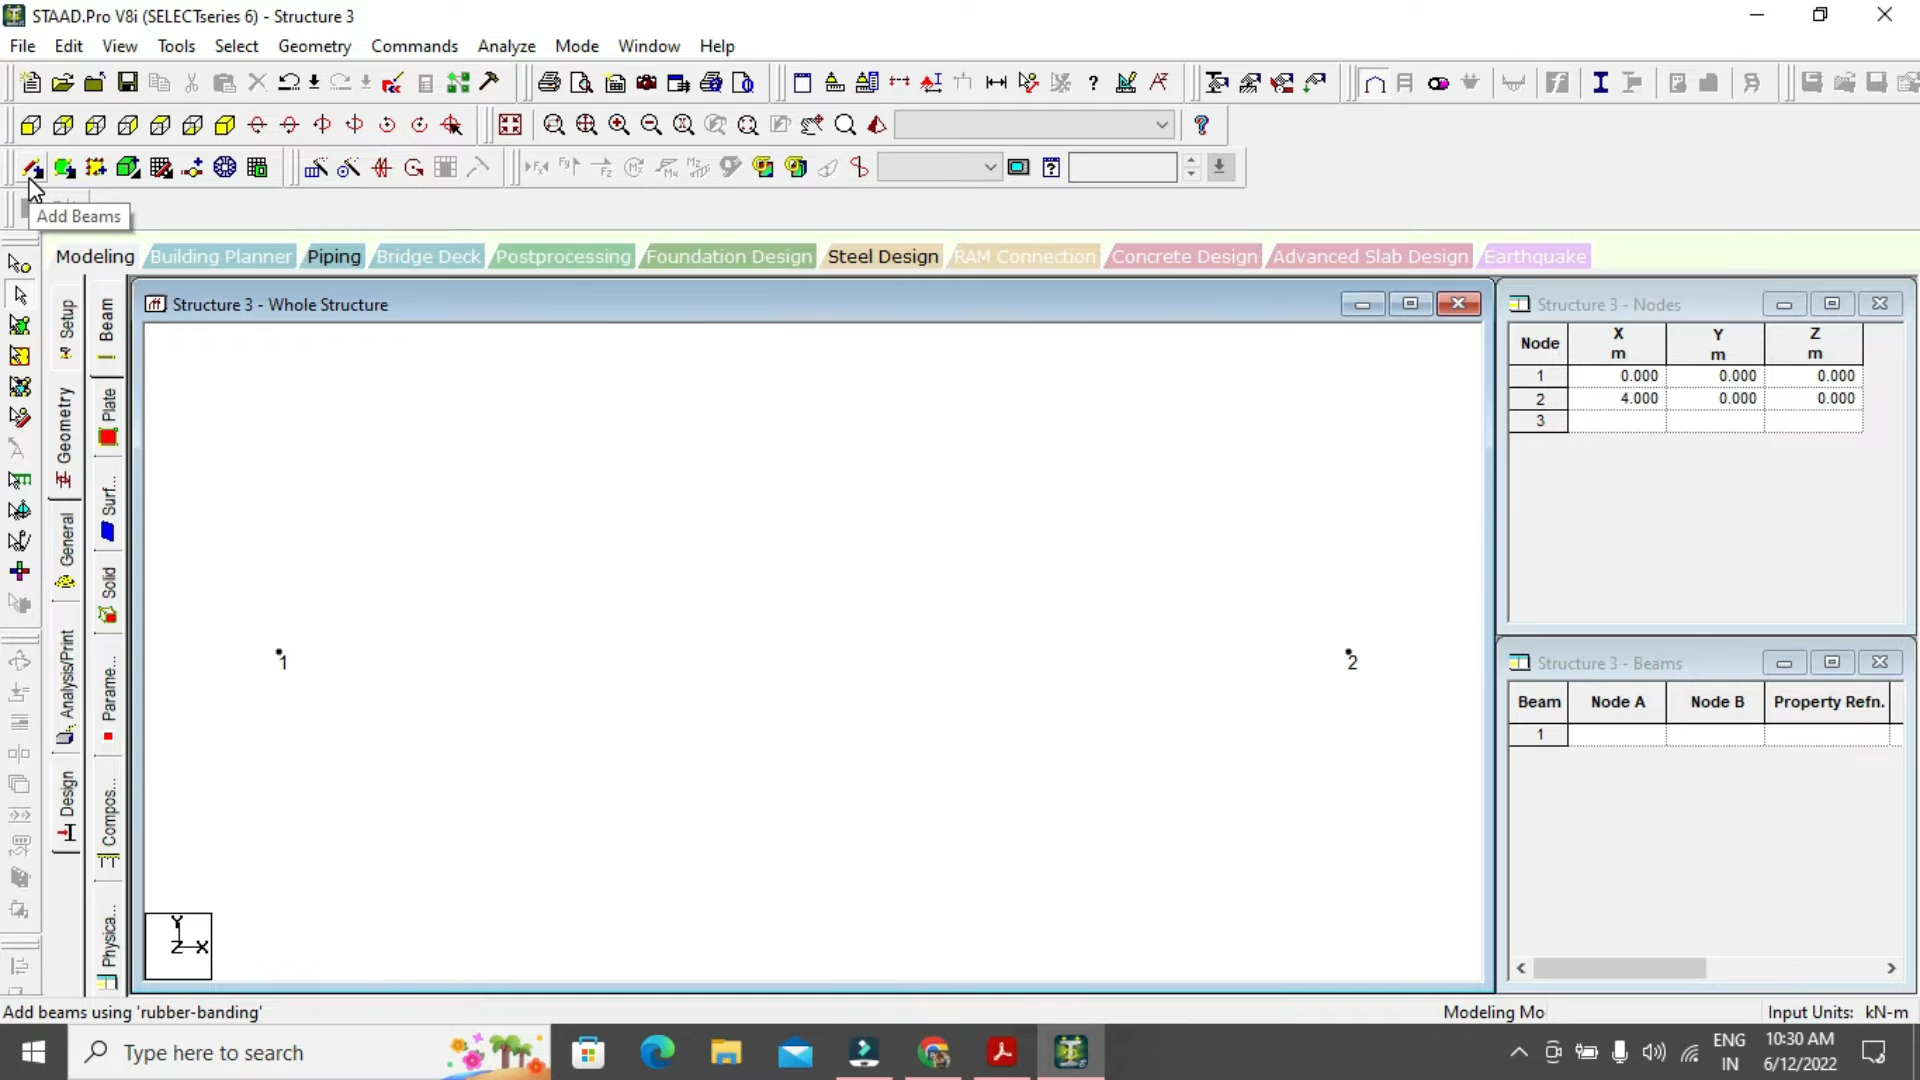 STAAD.Pro V8i (SELECTseries 6) - Structure 3
File Edit View Tools Select Geometry Commands Analyze Mode Window Help
Add Beams
Modeling Building Planner Piping Bridge Deck Postprocessing Foundation Design Steel Design RAM Connection Concrete Design Advanced Slab Design Earthquake
Setup
Geometry
General
Analysis/Print
Design
Beam
Plate
Surf...
Solid
Parame...
Compos...
Physica...
Structure 3 - Whole Structure
1
2
Y
Z X
Structure 3 - Nodes
Node X m Y m Z m
1 0.000 0.000 0.000
2 4.000 0.000 0.000
3
Structure 3 - Beams
Beam Node A Node B Property Refn.
1
Add beams using 'rubber-banding'
Modeling Mo
Input Units: kN-m
Type here to search
ENG
IN
10:30 AM
6/12/2022